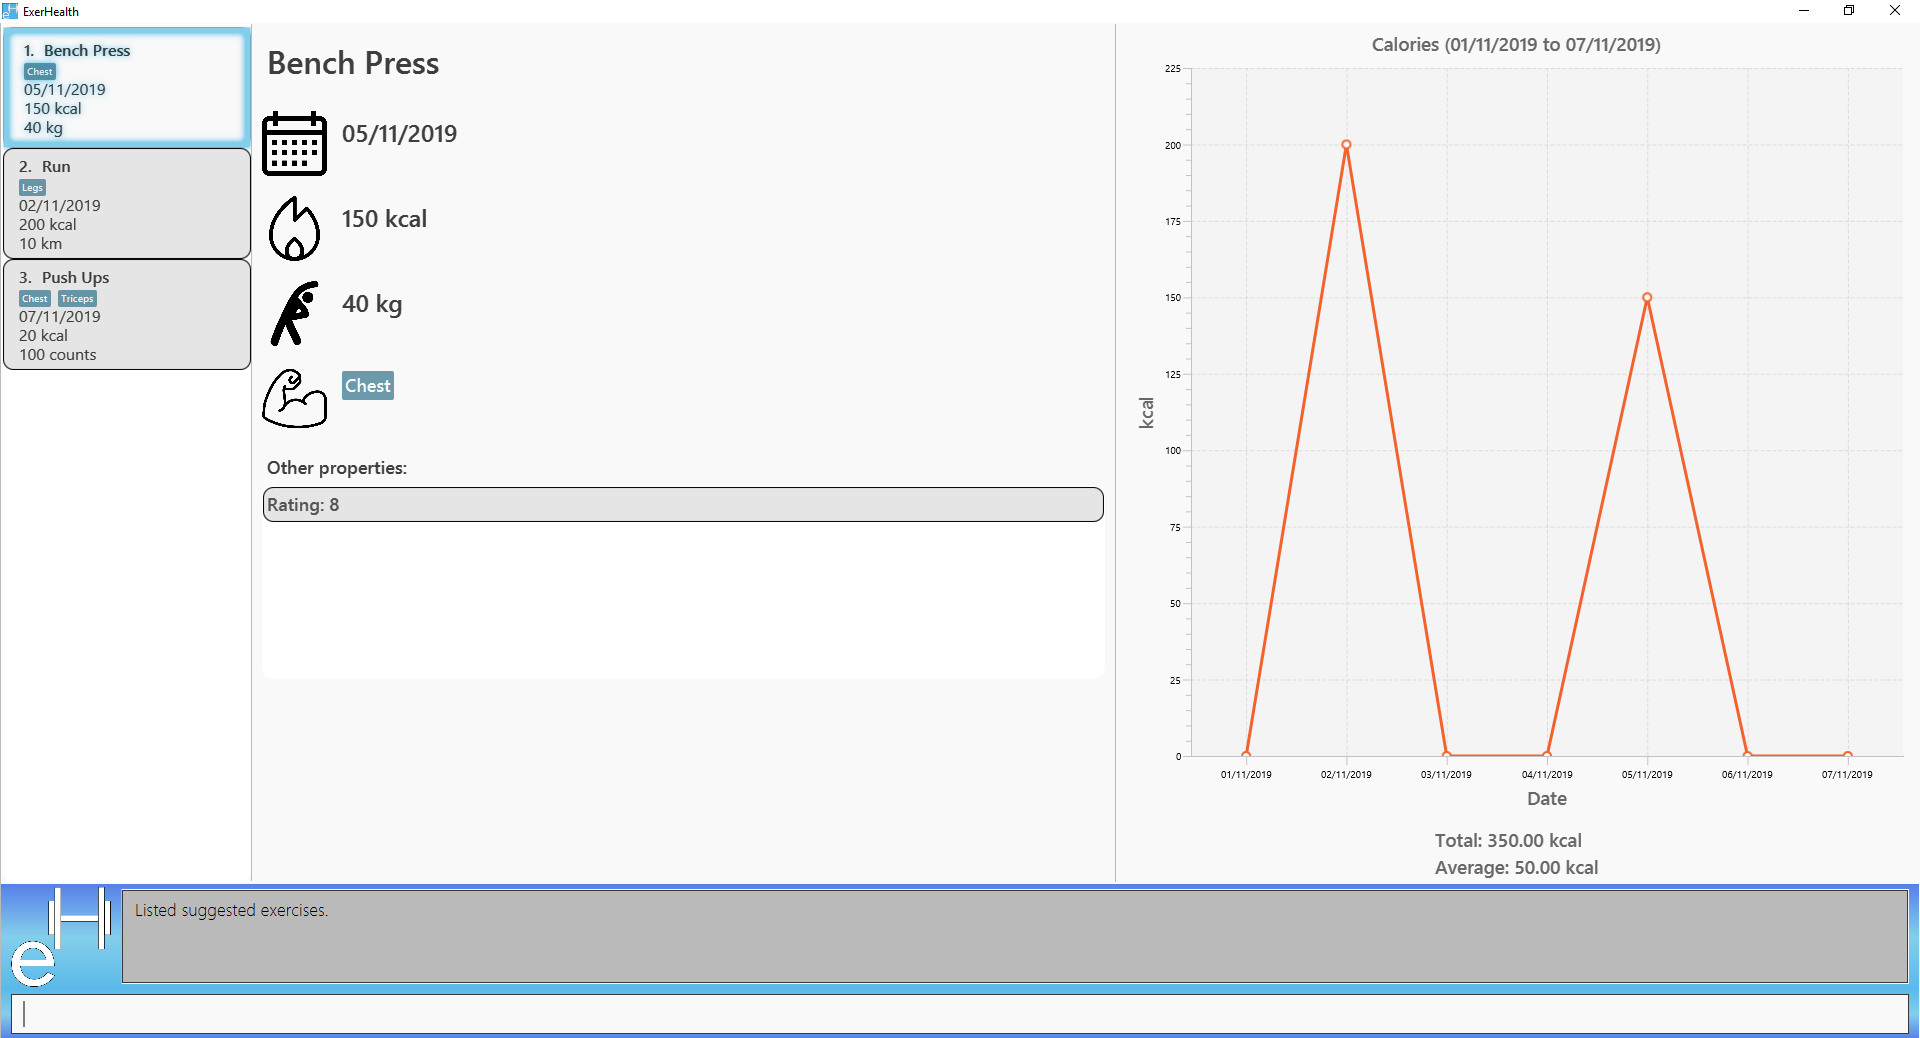 ExerHealth
1. Bench Press
Chest
05/11/2019
150 kcal
40 kg
2. Run
Legs
02/11/2019
200 kcal
10 km
3. Push Ups
Chest Triceps
07/11/2019
20 kcal
100 counts
Bench Press
05/11/2019
150 kcal
40 kg
Chest
Other properties:
Rating: 8
Calories (01/11/2019 to 07/11/2019)
225
200
175
150
125
100
75
50
25
0
kcal
01/11/2019 02/11/2019 03/11/2019 04/11/2019 05/11/2019 06/11/2019 07/11/2019
Date
Total: 350.00 kcal
Average: 50.00 kcal
eH
Listed suggested exercises.